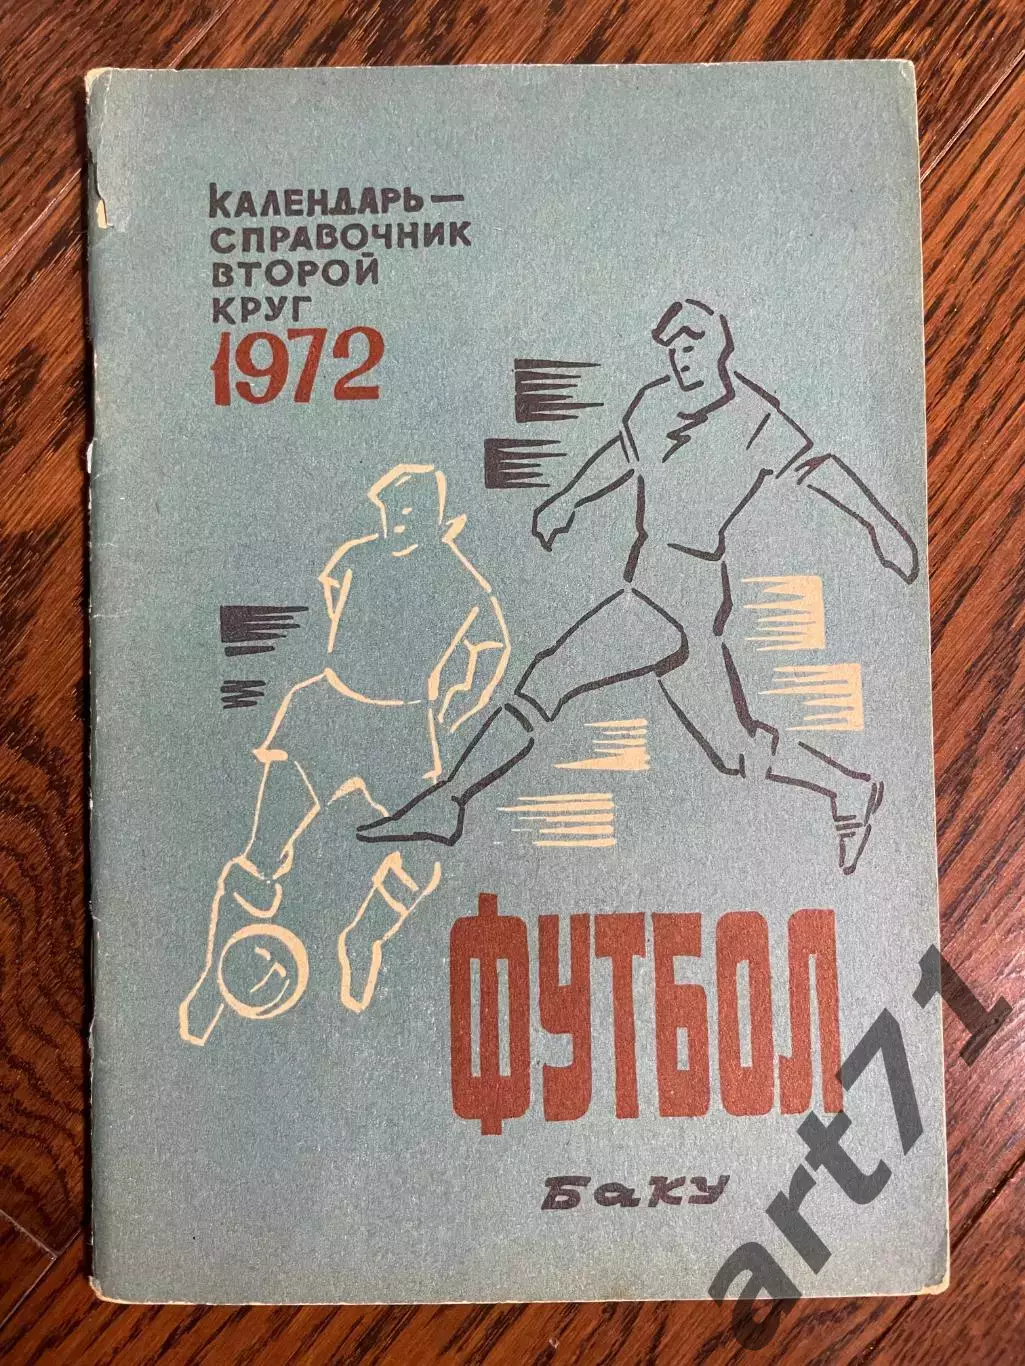 КАЛЕНДАРЬ —
СПРАВОЧНИК
ВТОРОЙ
КРУГ
1972
ФУТБОЛ
Баку
art71